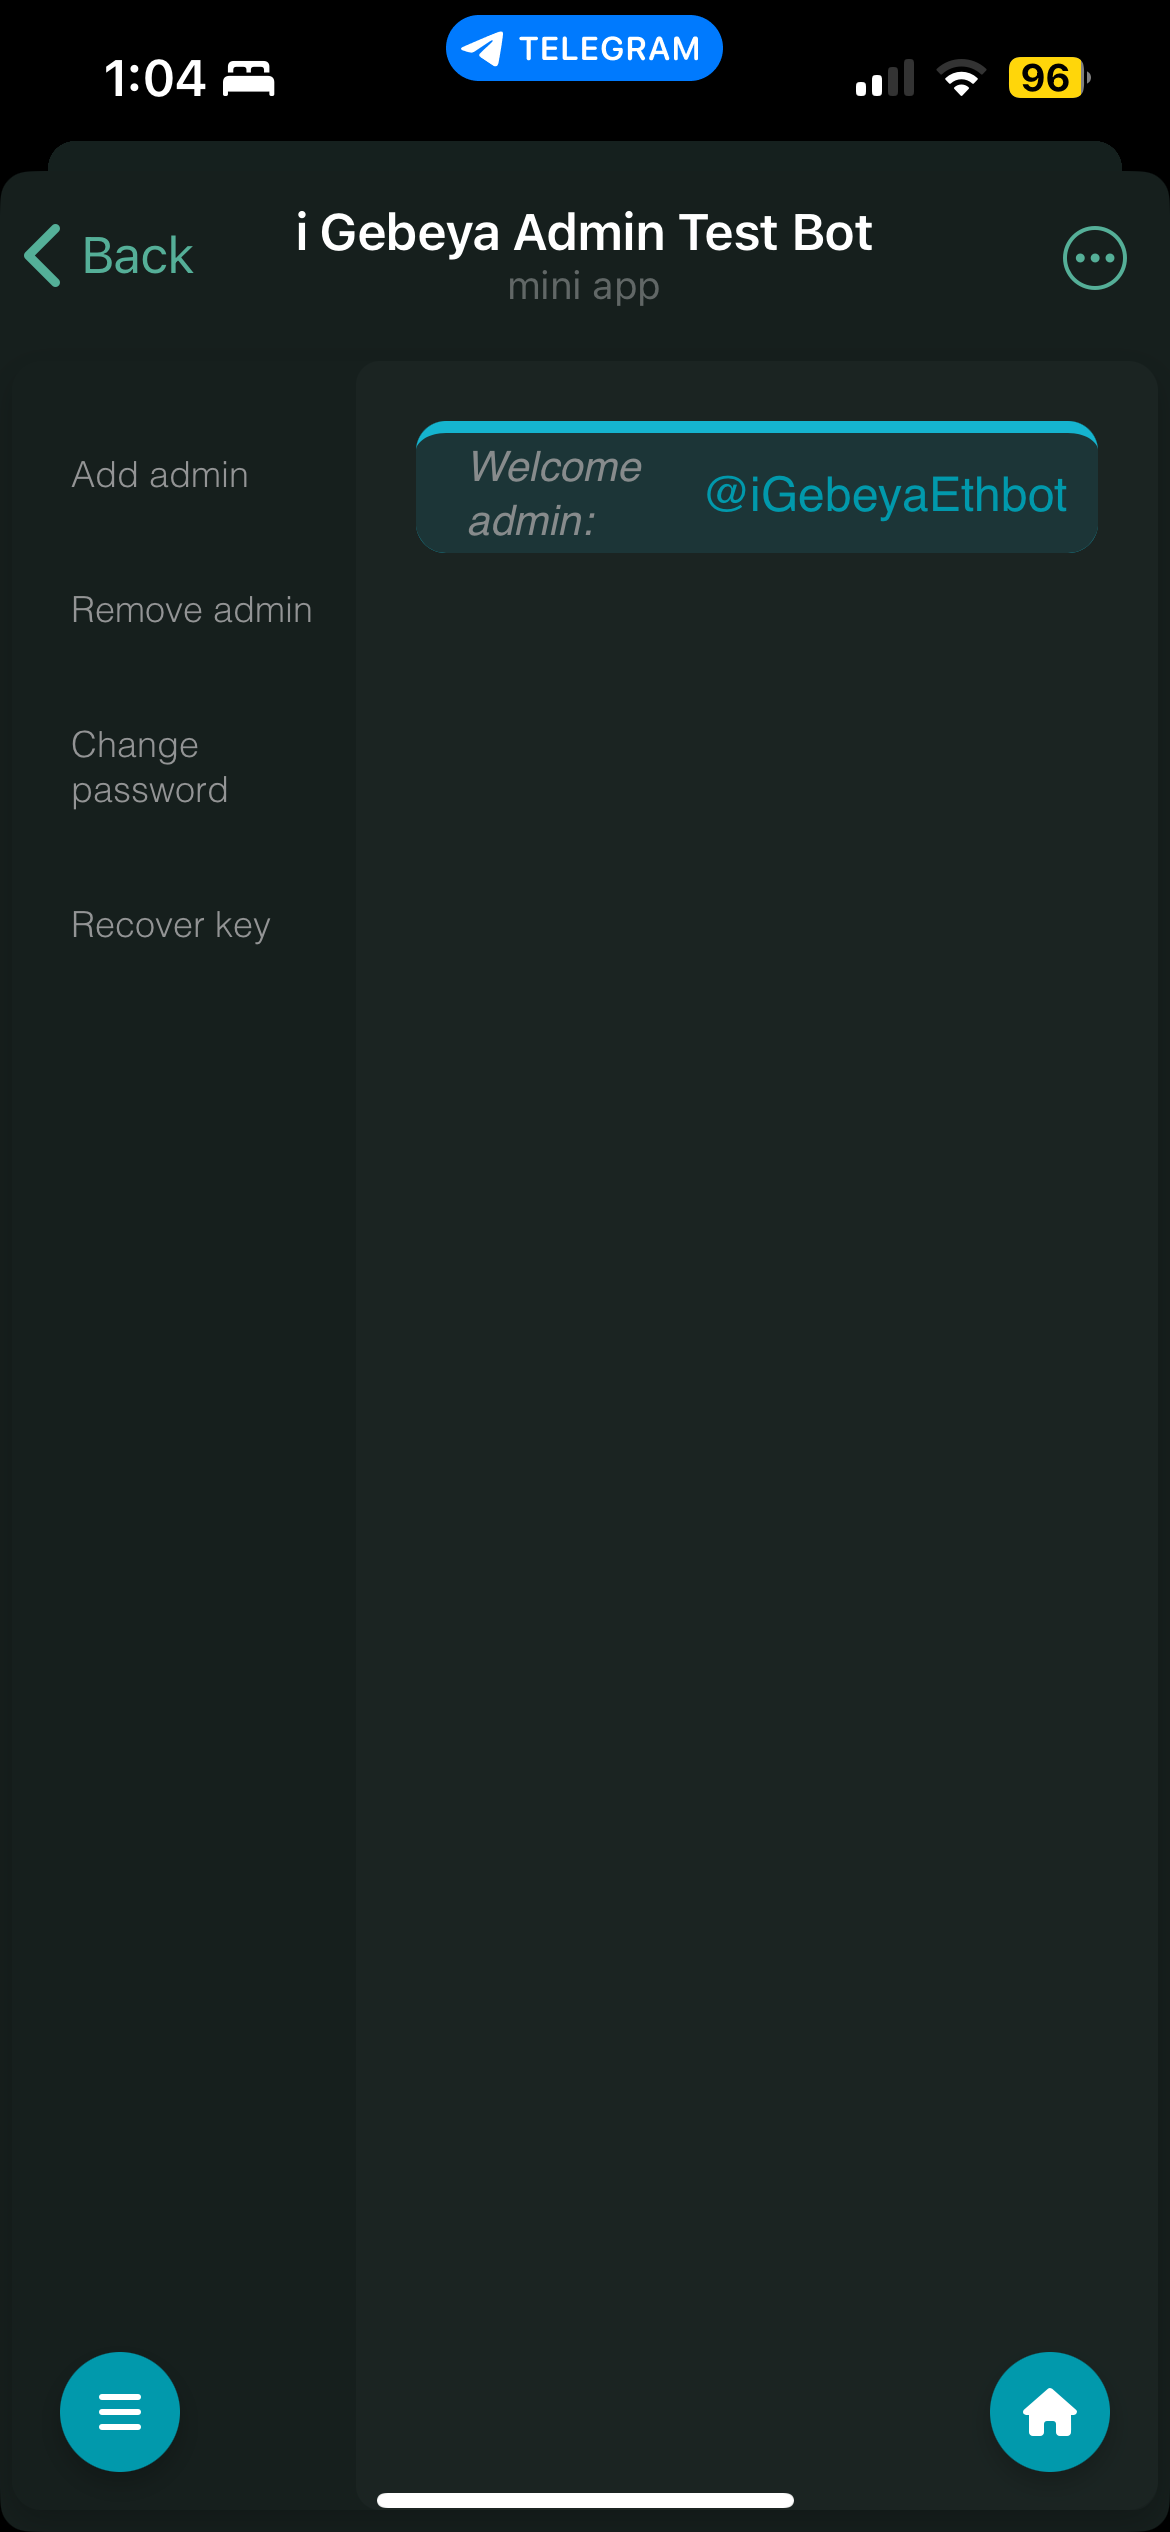 1:04
TELEGRAM
96
Back
i Gebeya Admin Test Bot
mini app
Add admin
Remove admin
Change
password
Recover key
Welcome
admin:
@iGebeyaEthbot